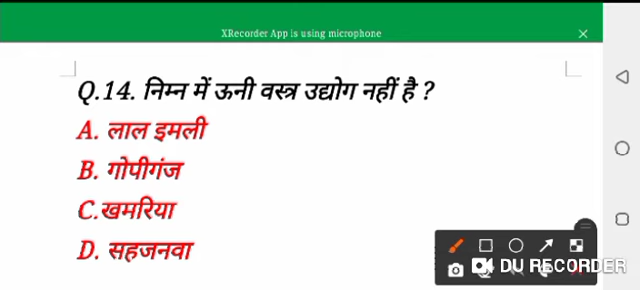 XRecorder App is using microphone
Q.14. निम्न में ऊनी वस्त्र उद्योग नहीं है ?
A. लाल इमली
B. गोपीगंज
C.खमरिया
D. सहजनवा
DU RECORDER